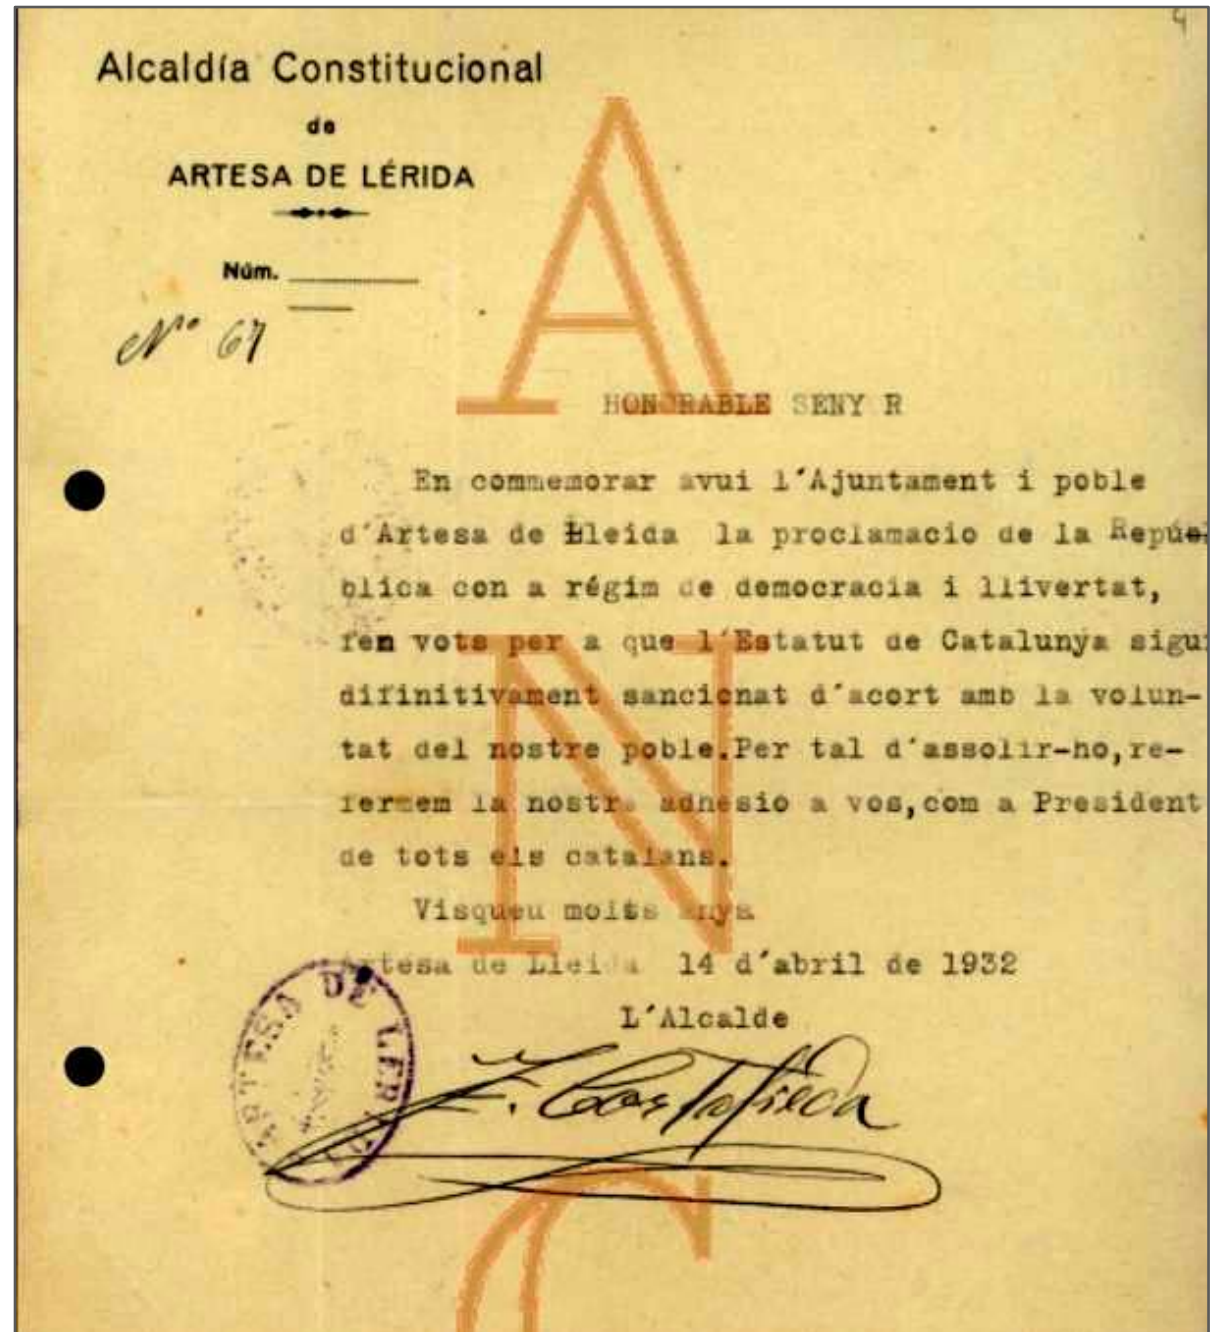 4
Alcaldía Constitucional
de
ARTESA DE LÉRIDA
Núm.
Nº 67
HONORABLE SENY R
En commemorar avui l´Ajuntament i poble
d´Artesa de Lleida la proclamacio de la Repú
blica con a régim de democracia i llivertat,
fem vots per a que l´Estatut de Catalunya sigui
difinitivament sancionat d´acort amb la volun-
tat del nostre poble.Per tal d´assolir-ho,re-
fermem la nostra adhesio a vos,com a President
de tots els catalans.
Visqueu molts anys
Artesa de Lleida 14 d´abril de 1932
L´Alcalde
ARTESA DE LERIDA
A
N
C